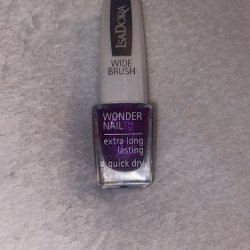 ISADORA
WIDE
BRUSH
WONDER
NAIL
extra long
lasting
quick dry